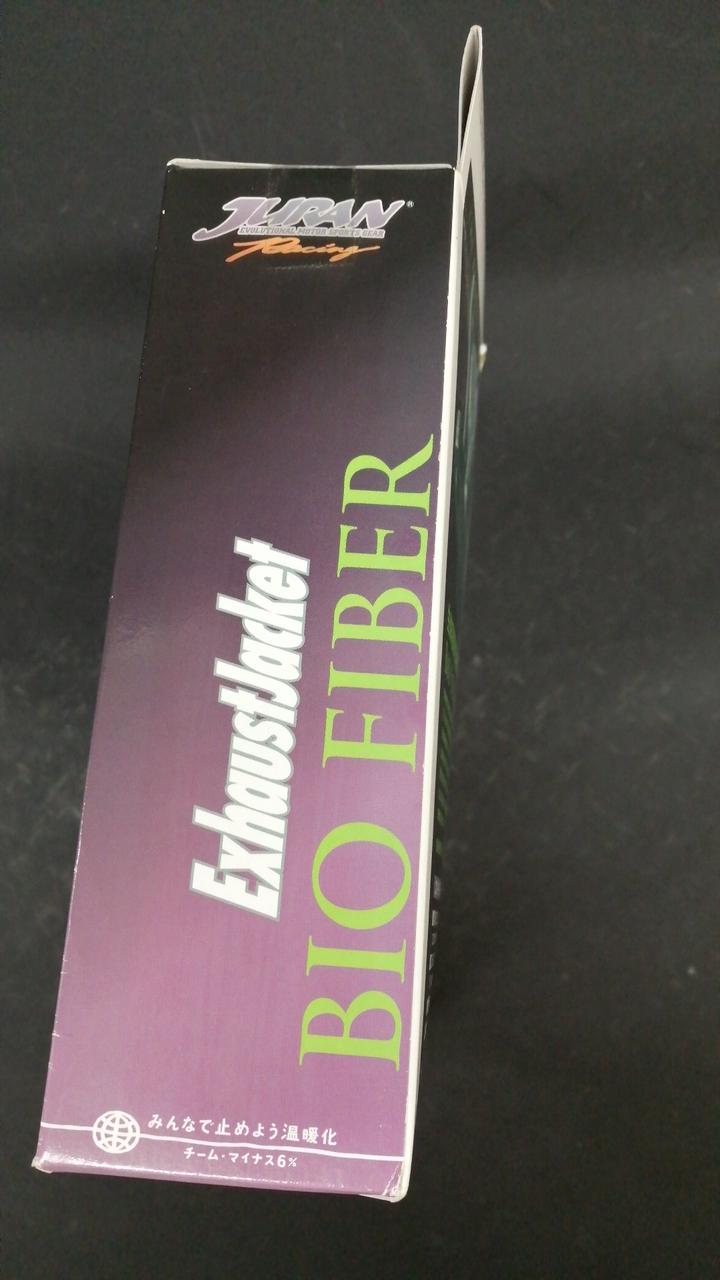 JURAN®
EVOLUTIONAL MOTOR SPORTS GEAR
Racing
ExhaustJacket
BIO FIBER
みんなで止めよう温暖化
チーム・マイナス6%